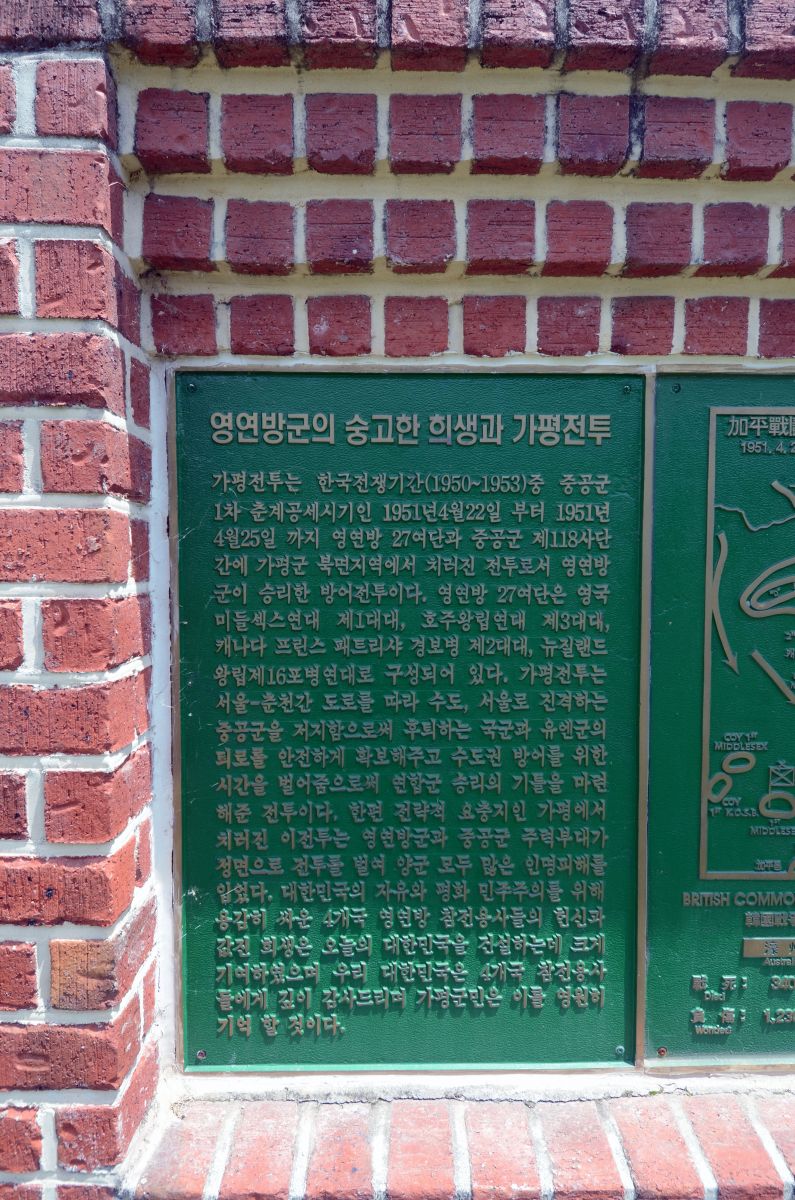 영연방군의 숭고한 희생과 가평전투
가평전투는 한국전쟁기간(1950~1953)중 중공군
1차 춘계공세시기인 1951년4월22일 부터 1951년
4월25일 까지 영연방 27여단과 중공군 제118사단
간에 가평군 북면지역에서 치러진 전투로서 영연방
군이 승리한 방어전투이다. 영연방 27여단은 영국
미들섹스연대 제1대대, 호주왕립연대 제3대대,
캐나다 프린스 패트리샤 경보병 제2대대, 뉴질랜드
왕립제16포병연대로 구성되어 있다. 가평전투는
서울-춘천간 도로를 따라 수도, 서울로 진격하는
중공군을 저지함으로써 후퇴하는 국군과 유엔군의
퇴로를 안전하게 확보해주고 수도권 방어를 위한
시간을 벌어줌으로써 연합군 승리의 기틀을 마련
해준 전투이다. 한편 전략적 요충지인 가평에서
치러진 이전투는 영연방군과 중공군 주력부대가
정면으로 전투를 벌여 양군 모두 많은 인명피해를
입었다. 대한민국의 자유와 평화 민주주의를 위해
용감히 싸운 4개국 영연방 참전용사들의 헌신과
값진 희생은 오늘의 대한민국을 건설하는데 크게
기여하였으며 우리 대한민국은 4개국 참전용사
들에게 깊이 감사드리며 가평군민은 이를 영원히
기억 할 것이다.
加平戰
1951. 4. 2
COY 1ST
MIDDLESEX
COY
1ST K.O.S.B.
1ST
MIDDLESEX
加平邑
BRITISH COMMO
韓國戰
濠
Austral
戰 死 : 340
Died
負 傷 : 1,23
Wonded